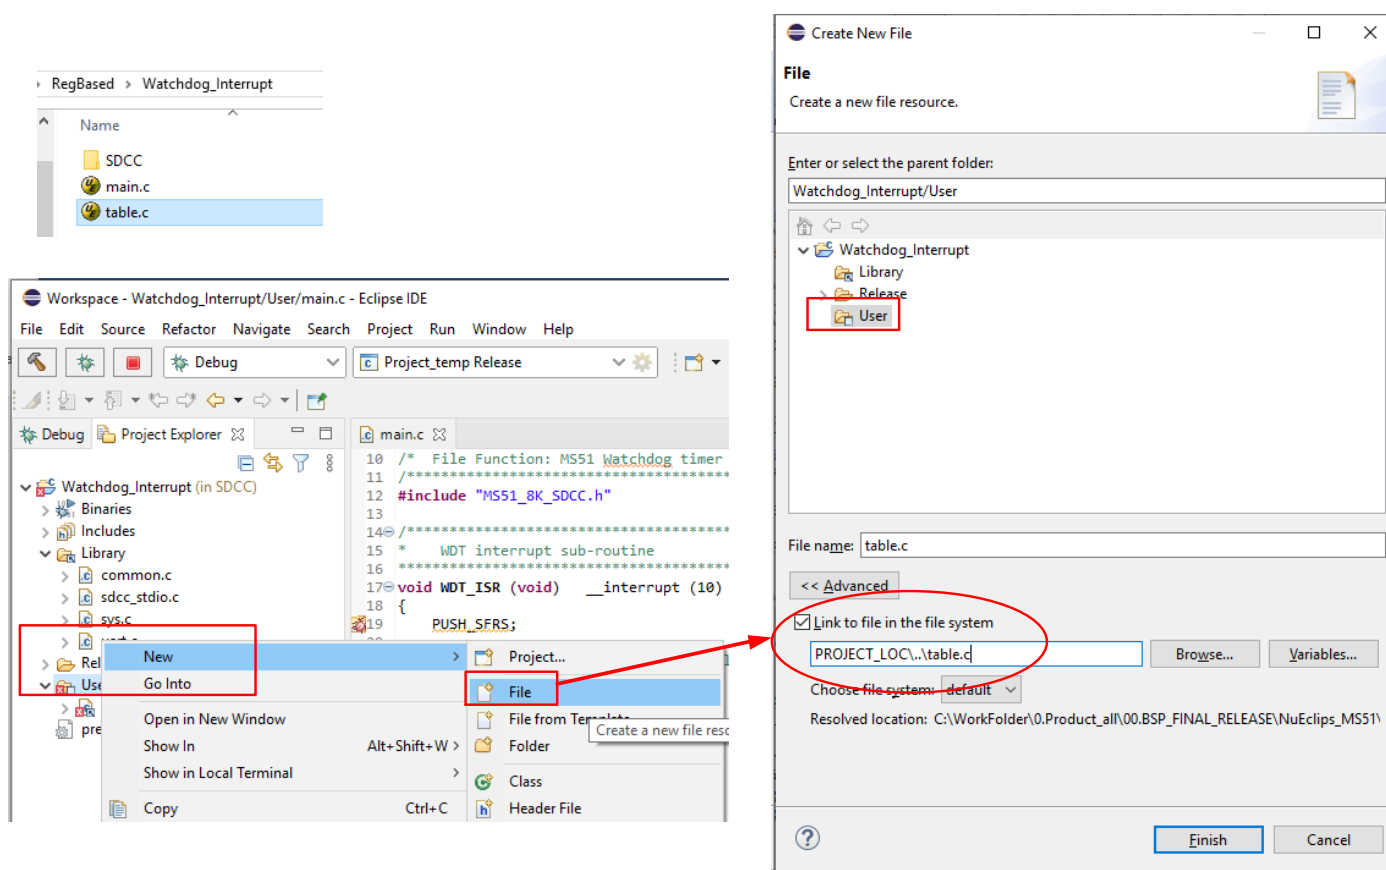 RegBased > Watchdog_Interrupt
Name
SDCC
main.c
table.c
Workspace - Watchdog_Interrupt/User/main.c - Eclipse IDE
File Edit Source Refactor Navigate Search Project Run Window Help
Debug
Project_temp Release
Debug Project Explorer
Watchdog_Interrupt (in SDCC)
Binaries
Includes
Library
common.c
sdcc_stdio.c
sys.c
main.c
10 /* File Function: MS51 Watchdog timer
11 /*************************************
12 #include "MS51_8K_SDCC.h"
13
14 /*************************************
15 * WDT interrupt sub-routine
16 **************************************
17 void WDT_ISR (void) __interrupt (10)
18 {
19 PUSH_SFRS;
New
Go Into
Open in New Window
Show In Alt+Shift+W >
Show in Local Terminal
Copy Ctrl+C
Project...
File
File from Template
Create a new file resc
Folder
Class
Header File
Create New File
File
Create a new file resource.
Enter or select the parent folder:
Watchdog_Interrupt/User
Watchdog_Interrupt
Library
Release
User
File name: table.c
<< Advanced
Link to file in the file system
PROJECT_LOC\..\table.c
Browse... Variables...
Choose file system: default
Resolved location: C:\WorkFolder\0.Product_all\00.BSP_FINAL_RELEASE\NuEclips_MS51\
Finish Cancel